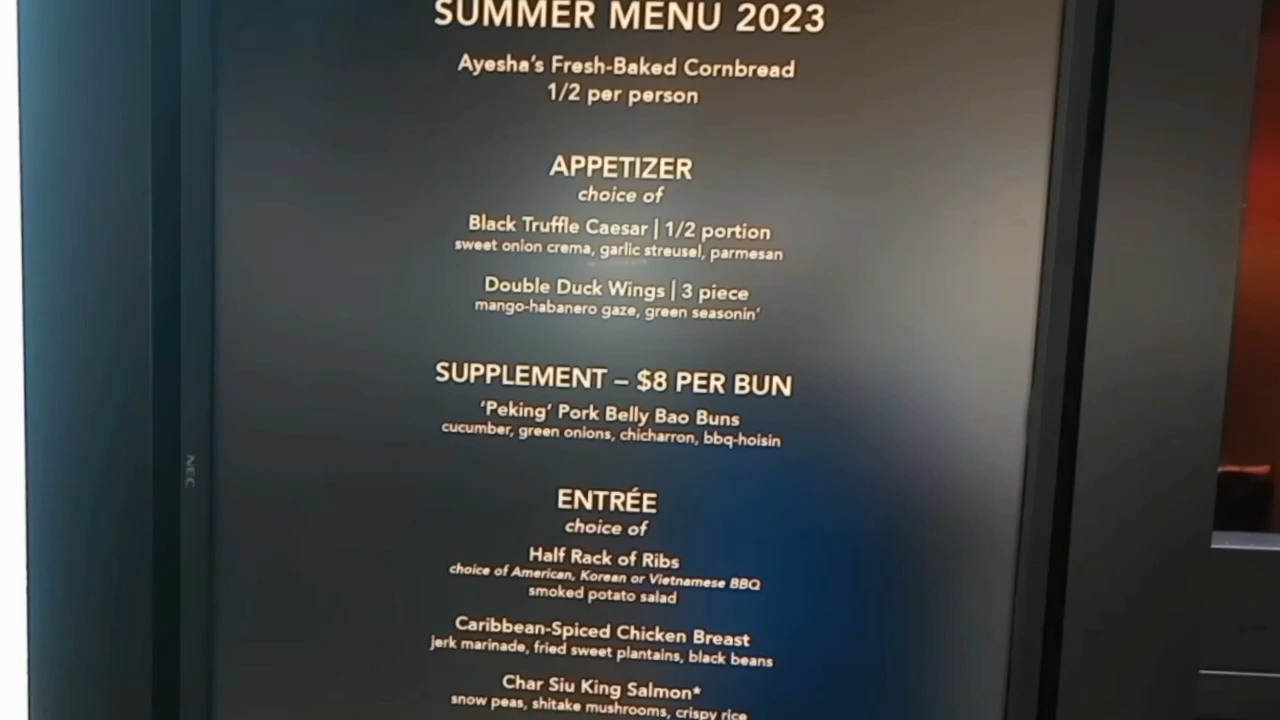 SUMMER MENU 2023
Ayesha's Fresh-Baked Cornbread
1/2 per person
APPETIZER
choice of
Black Truffle Caesar | 1/2 portion
sweet onion crema, garlic streusel, parmesan
Double Duck Wings | 3 piece
mango-habanero gaze, green seasonin'
SUPPLEMENT – $8 PER BUN
'Peking' Pork Belly Bao Buns
cucumber, green onions, chicharron, bbq-hoisin
ENTRÉE
choice of
Half Rack of Ribs
choice of American, Korean or Vietnamese BBQ
smoked potato salad
Caribbean-Spiced Chicken Breast
jerk marinade, fried sweet plantains, black beans
Char Siu King Salmon*
snow peas, shitake mushrooms, crispy rice
NEC